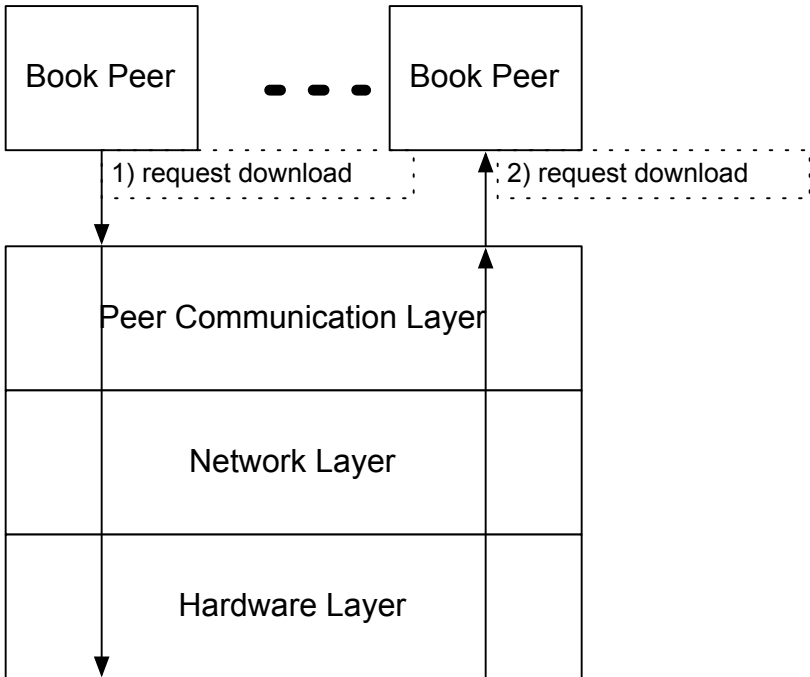 Book Peer
Book Peer
1) request download
2) request download
Peer Communication Layer
Network Layer
Hardware Layer